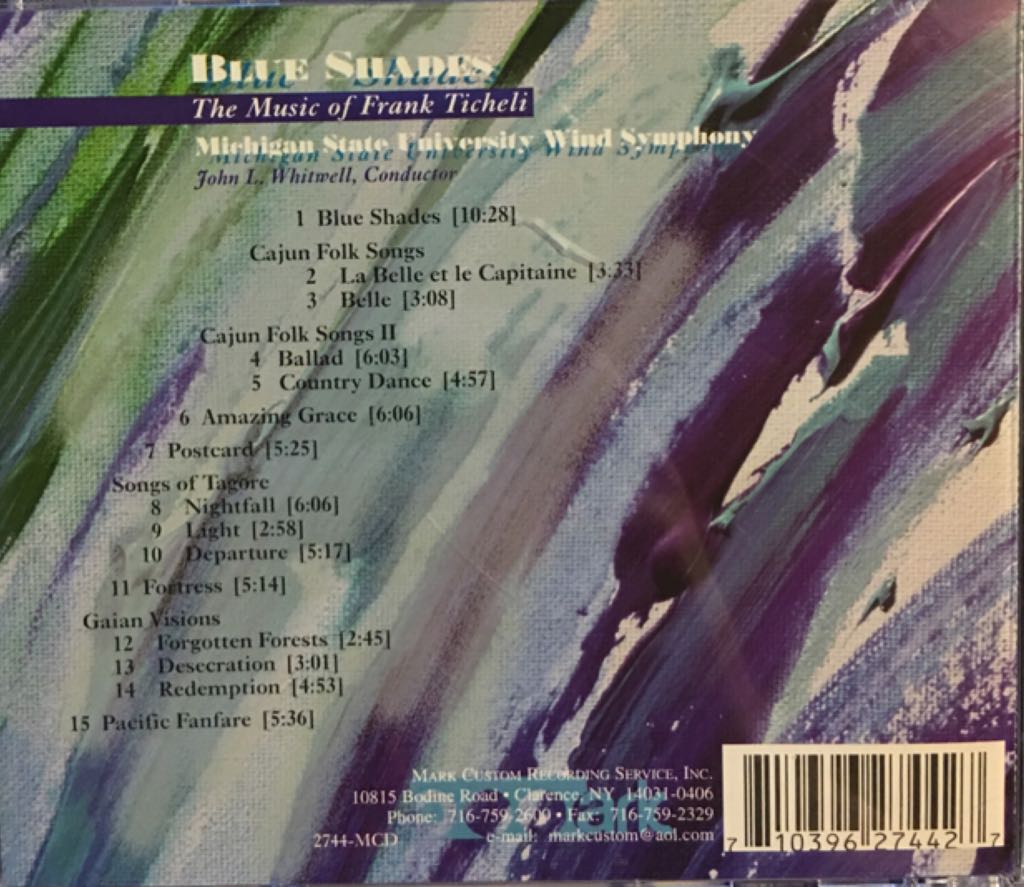 BLUE SHADES
The Music of Frank Ticheli
Michigan State University Wind Symphony
John L. Whitwell, Conductor
1 Blue Shades [10:28]
Cajun Folk Songs
2 La Belle et le Capitaine [3:33]
3 Belle [3:08]
Cajun Folk Songs II
4 Ballad [6:03]
5 Country Dance [4:57]
6 Amazing Grace [6:06]
7 Postcard [5:25]
Songs of Tagore
8 Nightfall [6:06]
9 Light [2:58]
10 Departure [5:17]
11 Fortress [5:14]
Gaian Visions
12 Forgotten Forests [2:45]
13 Desecration [3:01]
14 Redemption [4:53]
15 Pacific Fanfare [5:36]
MARK CUSTOM RECORDING SERVICE, INC.
10815 Bodine Road • Clarence, NY 14031-0406
Phone: 716-759-2600 • Fax: 716-759-2329
2744-MCD e-mail: markcustom@aol.com
7 10396 27442 7